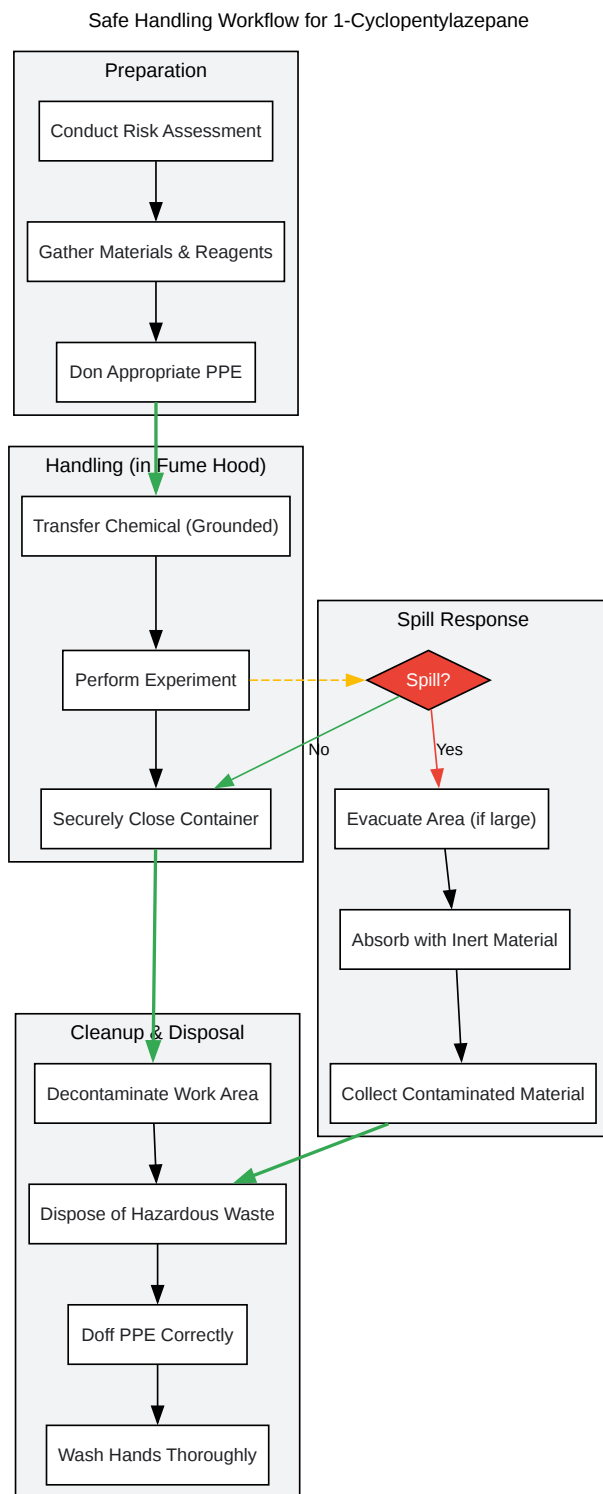 Safe Handling Workflow for 1-Cyclopentylazepane
Preparation
Conduct Risk Assessment
Gather Materials & Reagents
Don Appropriate PPE
Handling (in Fume Hood)
Transfer Chemical (Grounded)
Perform Experiment
Securely Close Container
Spill Response
Spill?
No
Yes
Evacuate Area (if large)
Absorb with Inert Material
Collect Contaminated Material
Cleanup & Disposal
Decontaminate Work Area
Dispose of Hazardous Waste
Doff PPE Correctly
Wash Hands Thoroughly